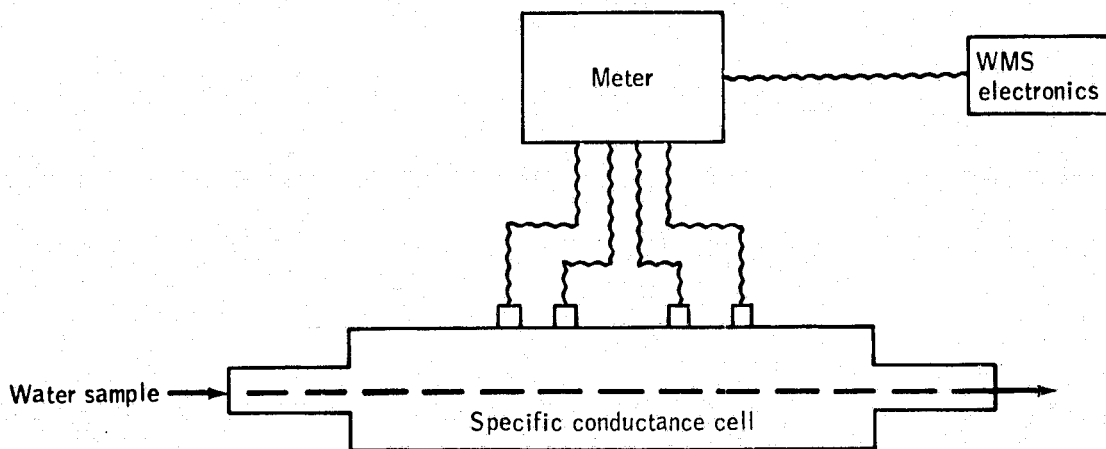 Meter
WMS
electronics
Water sample
Specific conductance cell